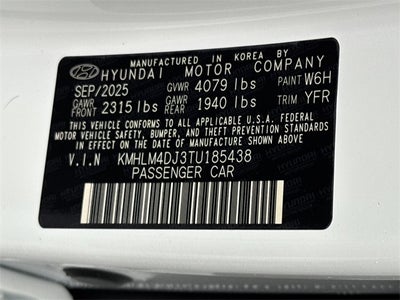 MANUFACTURED IN KOREA BY
HYUNDAI MOTOR COMPANY
SEP/2025 GVWR 4079 lbs PAINT W6H
GAWR FRONT 2315 lbs GAWR REAR 1940 lbs TRIM YFR
THIS VEHICLE CONFORMS TO ALL APPLICABLE U.S.A. FEDERAL
MOTOR VEHICLE SAFETY, BUMPER, AND THEFT PREVENTION STANDARDS
IN EFFECT ON THE DATE OF MANUFACTURE SHOWN ABOVE.
V.I.N KMHLM4DJ3TU185438
PASSENGER CAR